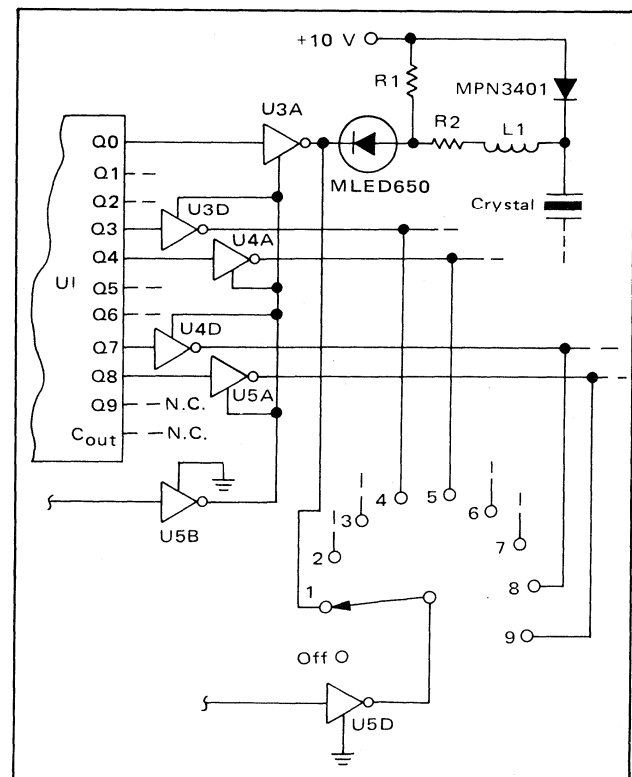 +10 V
R1
MPN3401
U3A
R2
L1
Q0
MLED650
Q1
Q2
Crystal
U3D
Q3
U4A
Q4
UI
Q5
Q6
U4D
Q7
Q8
U5A
Q9 N.C.
Cout N.C.
U5B
4
5
6
3
7
2
8
1
9
Off
U5D